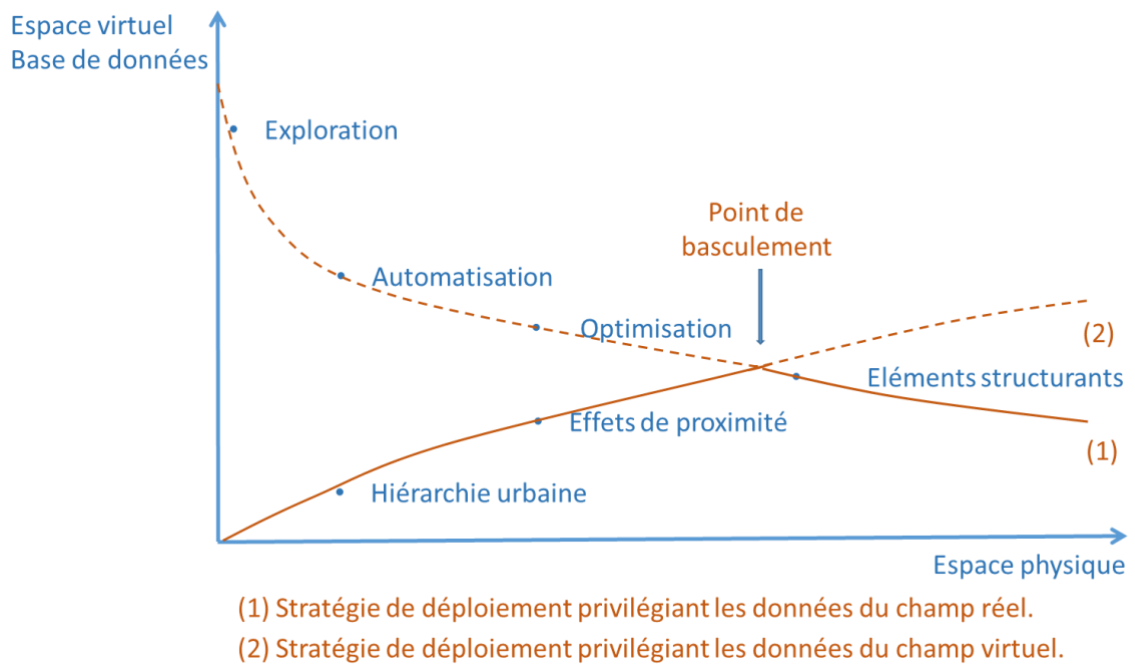 Espace virtuel
Base de données
Exploration
Point de
basculement
Automatisation
Optimisation
(2)
Eléments structurants
Effets de proximité
(1)
Hiérarchie urbaine
Espace physique
(1) Stratégie de déploiement privilégiant les données du champ réel.
(2) Stratégie de déploiement privilégiant les données du champ virtuel.